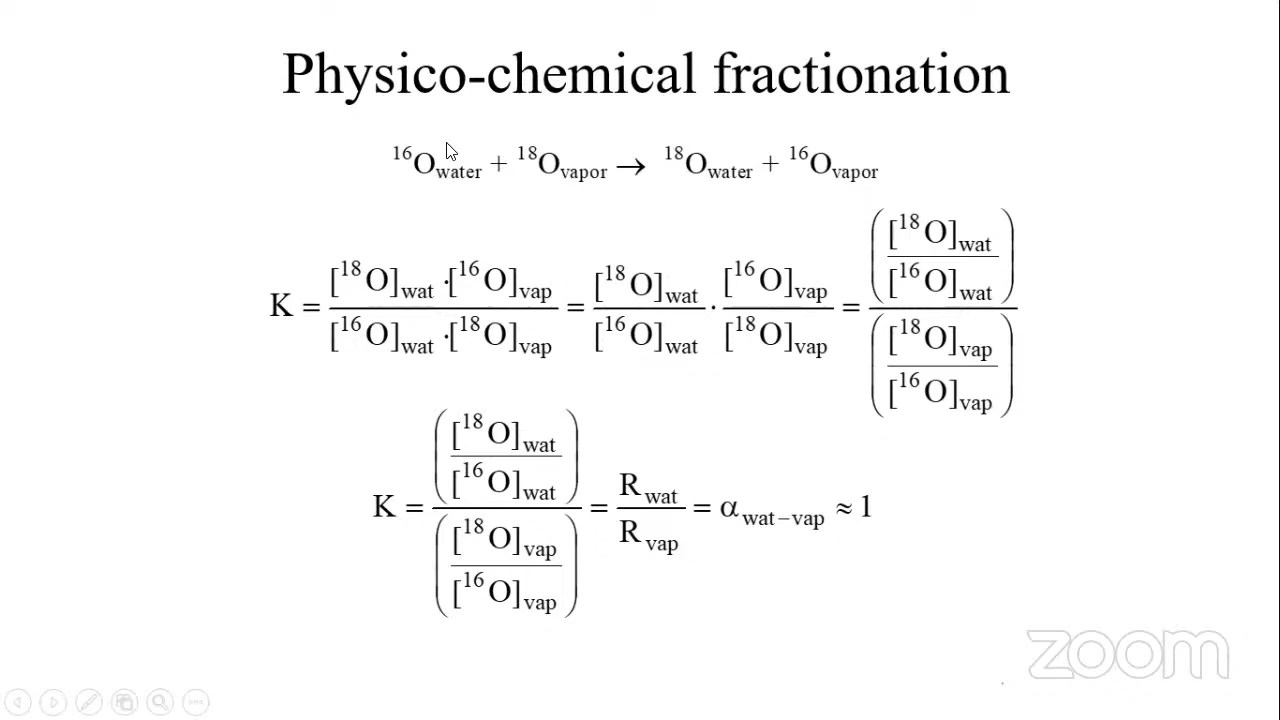 Physico-chemical fractionation
¹⁶O_water + ¹⁸O_vapor → ¹⁸O_water + ¹⁶O_vapor
K = [¹⁸O]_wat ·[¹⁶O]_vap / [¹⁶O]_wat ·[¹⁸O]_vap = [¹⁸O]_wat / [¹⁶O]_wat · [¹⁶O]_vap / [¹⁸O]_vap = ([¹⁸O]_wat / [¹⁶O]_wat) / ([¹⁸O]_vap / [¹⁶O]_vap)
K = ([¹⁸O]_wat / [¹⁶O]_wat) / ([¹⁸O]_vap / [¹⁶O]_vap) = R_wat / R_vap = α_wat–vap ≈ 1
zoom